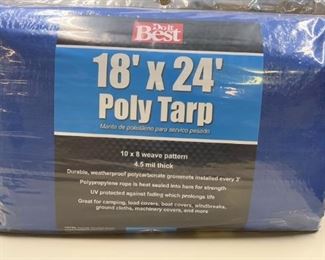 Do it
Best
18' x 24'
Poly Tarp
Manta de polietileno para servicio pesado
10 x 8 weave pattern
4.5 mil thick
Durable, weatherproof polycarbonate grommets installed every 3'
Polypropylene rope is heat sealed into hems for strength
UV protected against fading which prolongs life
Great for camping, load covers, boat covers, windbreaks,
ground cloths, machinery covers, and more